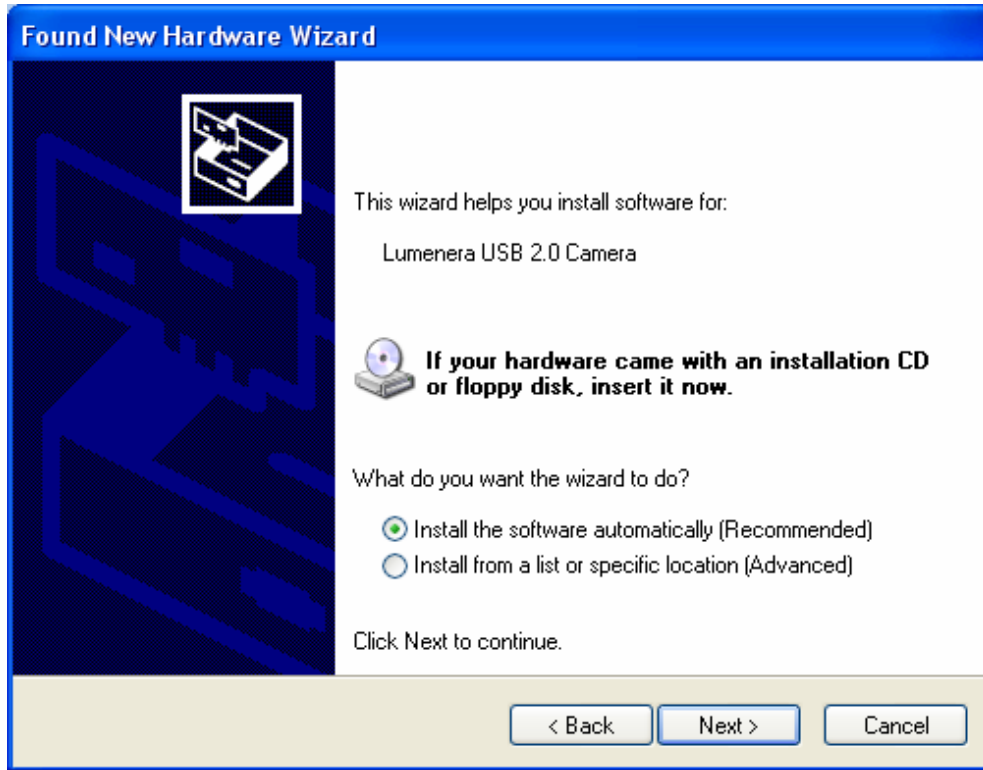 Found New Hardware Wizard
This wizard helps you install software for:
Lumenera USB 2.0 Camera
If your hardware came with an installation CD
or floppy disk, insert it now.
What do you want the wizard to do?
Install the software automatically (Recommended)
Install from a list or specific location (Advanced)
Click Next to continue.
< Back Next > Cancel